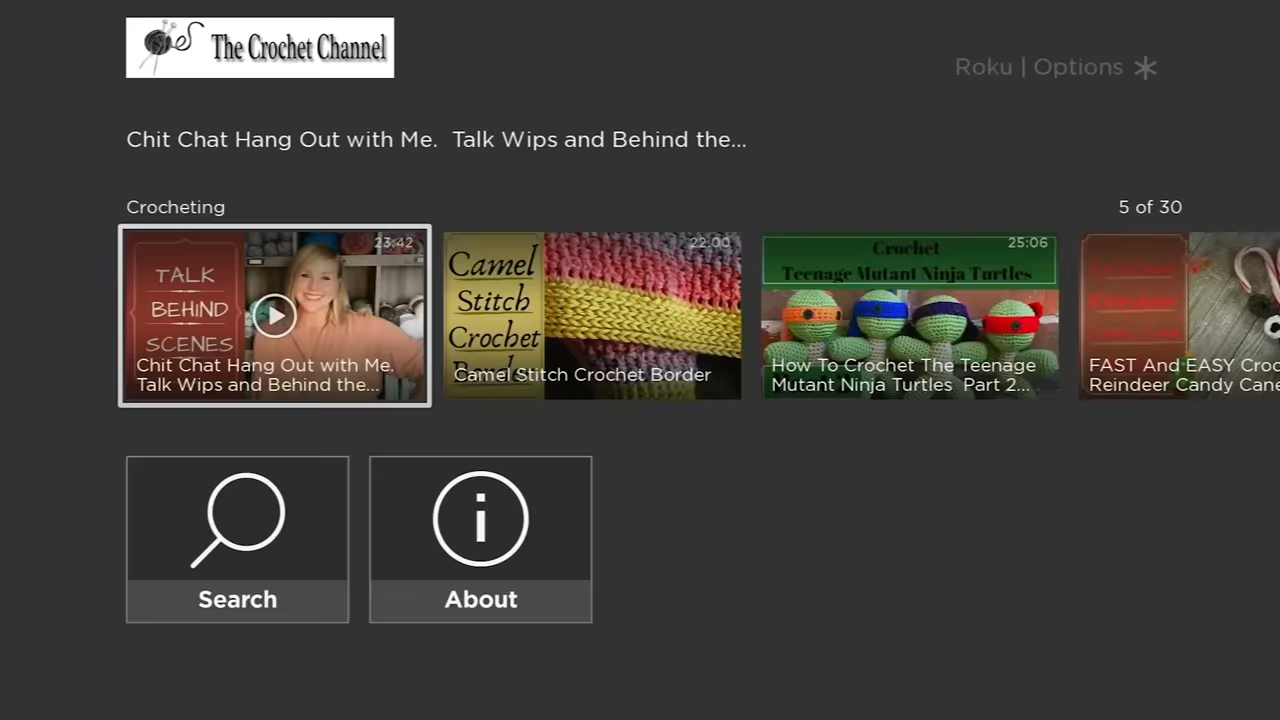 The Crochet Channel
Roku | Options
Chit Chat Hang Out with Me. Talk Wips and Behind the...
Crocheting
5 of 30
TALK
BEHIND
SCENES
23:42
Chit Chat Hang Out with Me.
Talk Wips and Behind the...
Camel
Stitch
Crochet
22:00
Camel Stitch Crochet Border
Crochet
Teenage Mutant Ninja Turtles
25:06
How To Crochet The Teenage
Mutant Ninja Turtles Part 2...
FAST And EASY Croc
Reindeer Candy Cane
Search
About